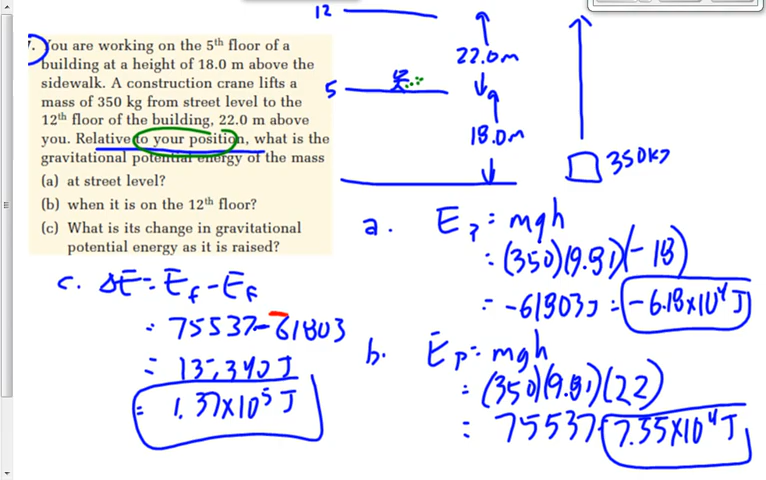 7. You are working on the 5th floor of a
building at a height of 18.0 m above the
sidewalk. A construction crane lifts a
mass of 350 kg from street level to the
12th floor of the building, 22.0 m above
you. Relative to your position, what is the
gravitational potential energy of the mass
(a) at street level?
(b) when it is on the 12th floor?
(c) What is its change in gravitational
potential energy as it is raised?
12
22.0m
5
18.0m
350kg
a. Ep = mgh
= (350)(9.81)(-18)
= -61803J = -6.18x10⁴ J
b. Ep = mgh
= (350)(9.81)(22)
= 75537 7.55x10⁴ J
c. ΔE = Ef - Ef
= 75537 - -61803
= 137,340 J
= 1.37x10⁵ J